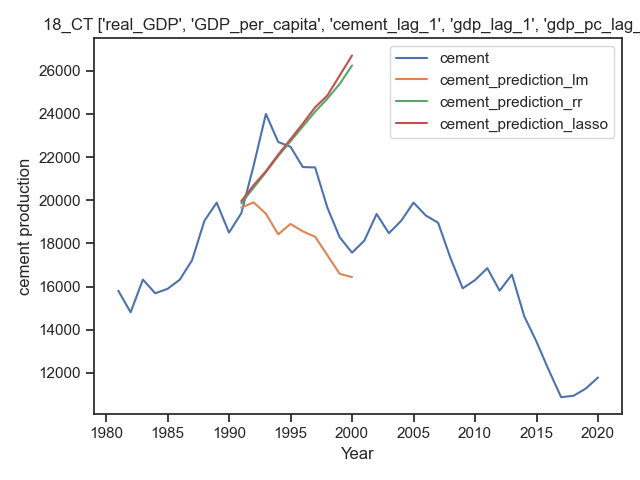 18_CT ['real_GDP', 'GDP_per_capita', 'cement_lag_1', 'gdp_lag_1', 'gdp_pc_lag_
cement
cement_prediction_lm
cement_prediction_rr
cement_prediction_lasso
cement production
26000
24000
22000
20000
18000
16000
14000
12000
1980 1985 1990 1995 2000 2005 2010 2015 2020
Year